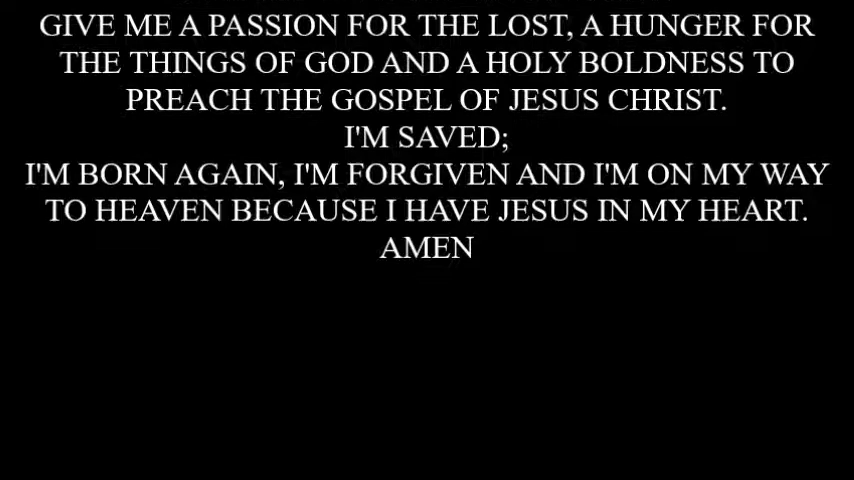 GIVE ME A PASSION FOR THE LOST, A HUNGER FOR
THE THINGS OF GOD AND A HOLY BOLDNESS TO
PREACH THE GOSPEL OF JESUS CHRIST.
I'M SAVED;
I'M BORN AGAIN, I'M FORGIVEN AND I'M ON MY WAY
TO HEAVEN BECAUSE I HAVE JESUS IN MY HEART.
AMEN